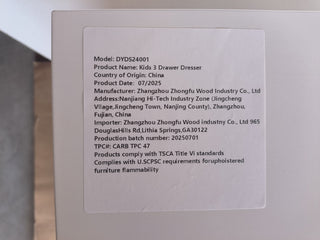 Model: DYDS24001
Product Name: Kids 3 Drawer Dresser
Country of Origin: China
Product Date:  07/2025
Manufacturer: Zhangzhou Zhongfu Wood Industry Co., Ltd
Address:Nanjiang Hi-Tech Industry Zone (Jingcheng
Vllage,Jingcheng Town, Nanjing County), Zhangzhou,
Fujian, China
Importer: Zhangzhou Zhongfu Wood industny Co., Ltd 965
DouglasHills Rd,Lithia Springs,GA30122
Production batch number: 20250701
TPC#: CARB TPC 47
Products comply with TSCA Title VI standards
Complies with U.SCPSC requirements foruphoistered
furniture flammability